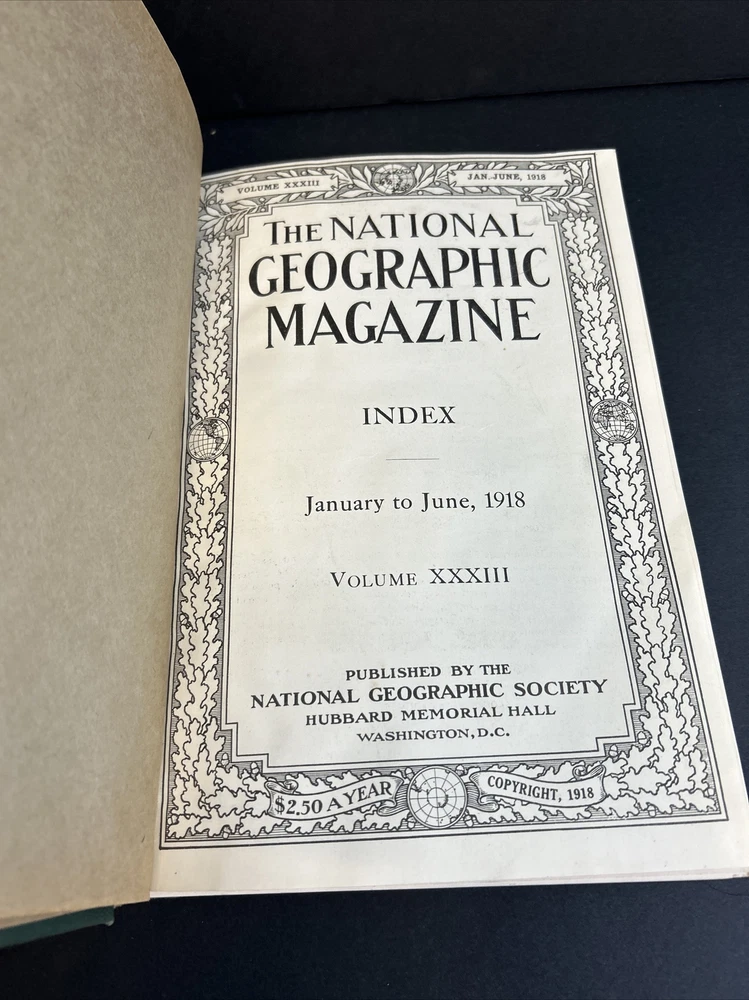 VOLUME XXXIII
JAN.-JUNE, 1918
THE NATIONAL
GEOGRAPHIC
MAGAZINE
INDEX
January to June, 1918
VOLUME XXXIII
PUBLISHED BY THE
NATIONAL GEOGRAPHIC SOCIETY
HUBBARD MEMORIAL HALL
WASHINGTON, D.C.
$2.50 A YEAR
COPYRIGHT, 1918